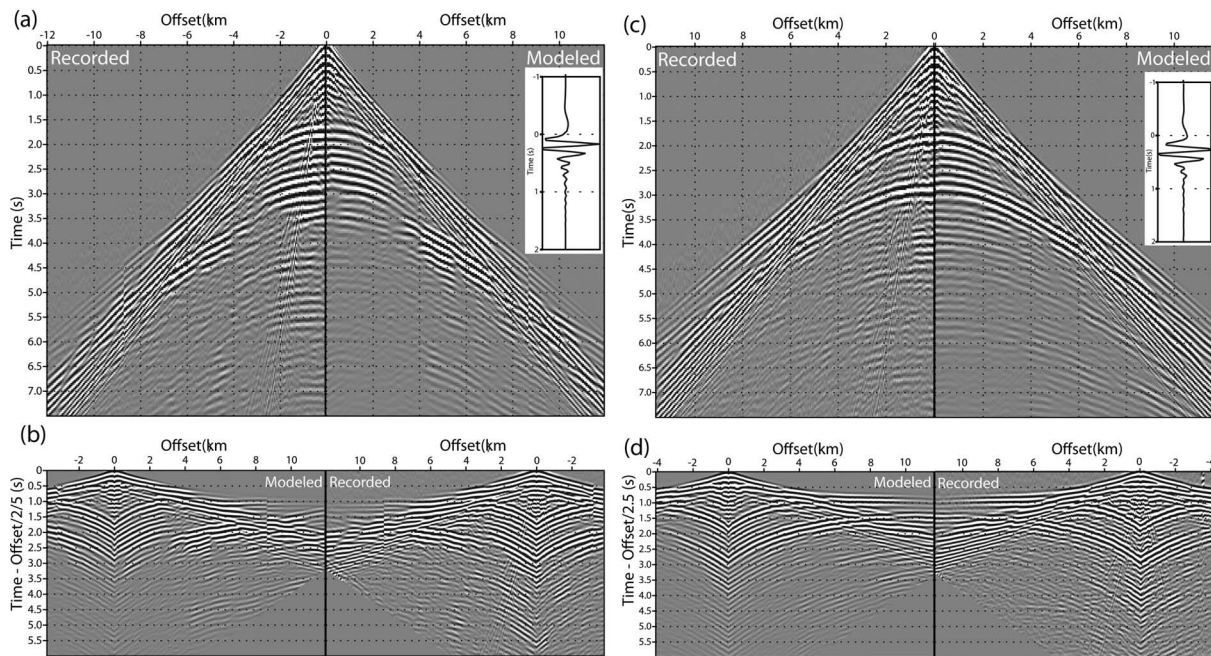 (a)
Offset(km
Offset(km
-12 -10 -8 -6 -4 -2 0 2 4 6 8 10
Recorded
Modeled
Time (s)
0
0.5
1.0
1.5
2.0
2.5
3.0
3.5
4.0
4.5
5.0
5.5
6.0
6.5
7.0
-1
0
1
2
Time (s)
(b)
Offset(km
Offset(km
-2 0 2 4 6 8 10 12 10 8 6 4 2 0 -2
Modeled
Recorded
Time - Offset/2/5 (s)
0
0.5
1.0
1.5
2.0
2.5
3.0
3.5
4.0
4.5
5.0
5.5
(c)
Offset(km)
Offset(km)
10 8 6 4 2 0 2 4 6 8 10
Recorded
Modeled
Time(s)
0
0.5
1.0
1.5
2.0
2.5
3.0
3.5
4.0
4.5
5.0
5.5
6.0
6.5
7.0
-1
0
1
2
Time(s)
(d)
Offset(km)
Offset(km)
-4 -2 0 2 4 6 8 10 10 8 6 4 2 0 -2 -4
Modeled
Recorded
Time - Offset/2.5 (s)
0
0.5
1.0
1.5
2.0
2.5
3.0
3.5
4.0
4.5
5.0
5.5